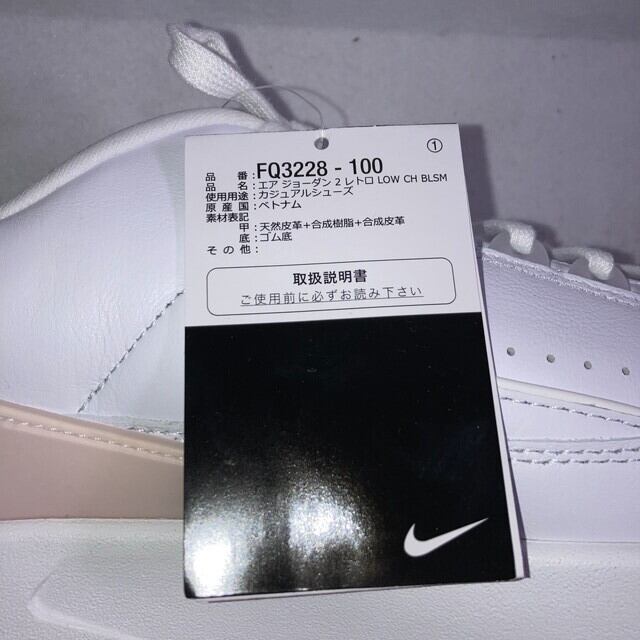 ①
品 番 : FQ3228 - 100
品 名 : エア ジョーダン 2 レトロ LOW CH BLSM
使用用途 : カジュアルシューズ
原 産 国 : ベトナム
素材表記
甲 : 天然皮革+合成樹脂+合成皮革
底 : ゴム底
そ の 他 :
取扱説明書
ご使用前に必ずお読み下さい